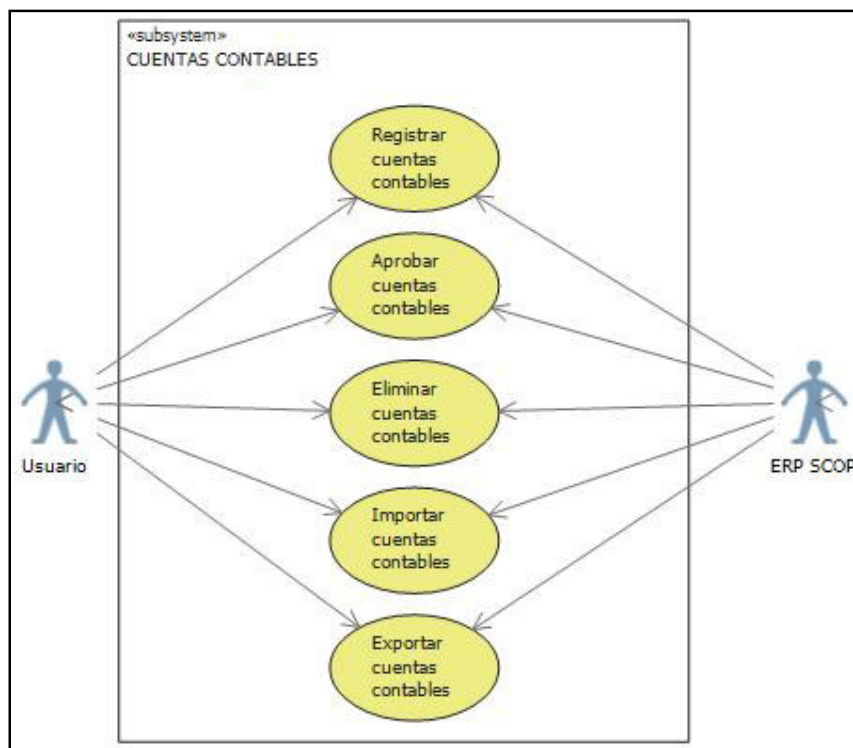 «subsystem»
CUENTAS CONTABLES
Registrar
cuentas
contables
Aprobar
cuentas
contables
Eliminar
cuentas
contables
Usuario
ERP SCOP
Importar
cuentas
contables
Exportar
cuentas
contables